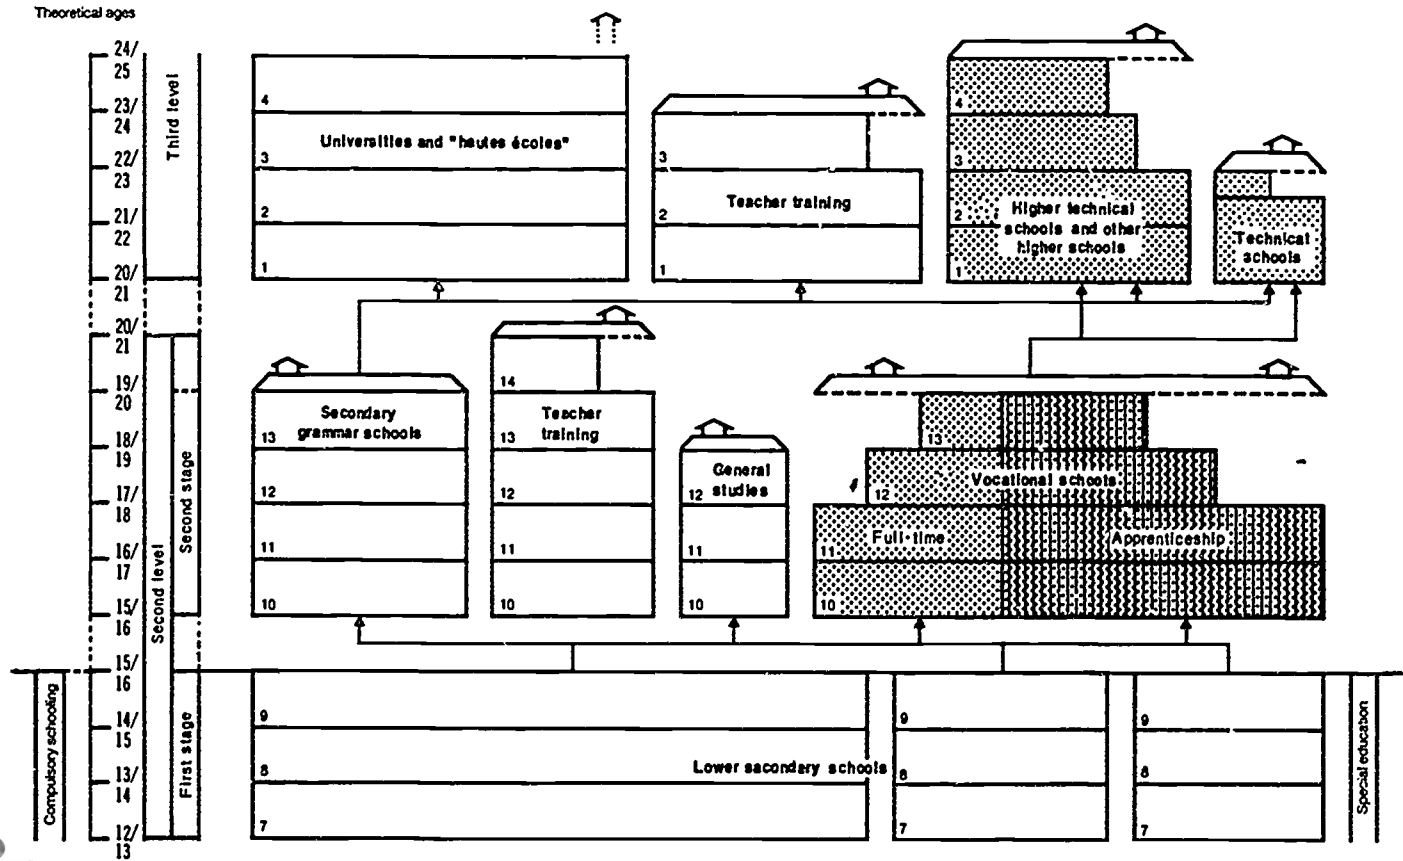 Theoretical ages
24/
25
23/
24
22/
23
21/
22
20/
21
20/
21
19/
20
18/
19
17/
18
16/
17
15/
16
15/
16
14/
15
13/
14
12/
13
Third level
Second level
Second stage
First stage
Compulsory schooling
Special education
4
Universities and "hautes écoles"
3
2
1
3
Teacher training
2
1
4
3
2
Higher technical
schools and other
higher schools
1
Technical
schools
Secondary
grammar schools
13
12
11
10
14
Teacher
training
13
12
11
10
General
studies
12
11
10
13
Vocational schools
12
Full-time
Apprenticeship
11
10
9
8
7
Lower sacondary schools
9
8
7
9
8
7